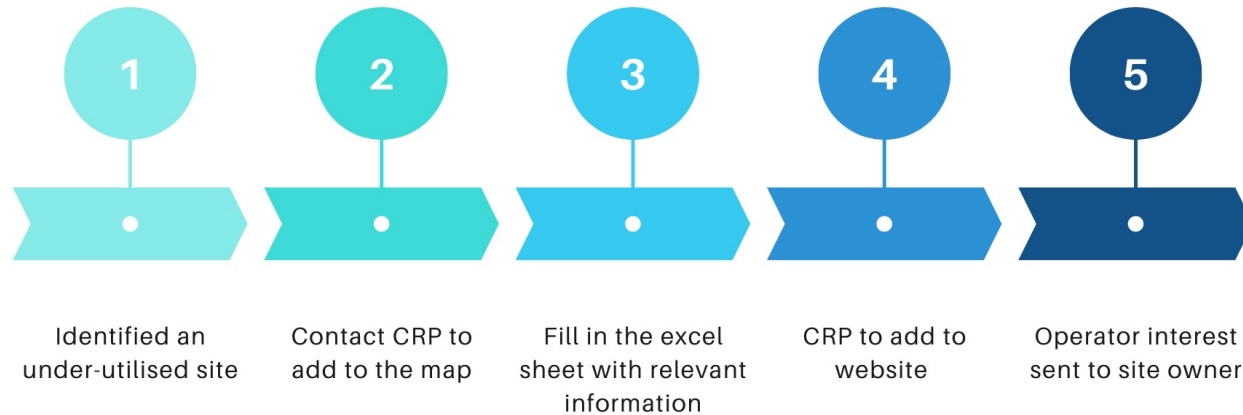 1
2
3
4
5
Identified an
under-utilised site
Contact CRP to
add to the map
Fill in the excel
sheet with relevant
information
CRP to add to
website
Operator interest
sent to site owner